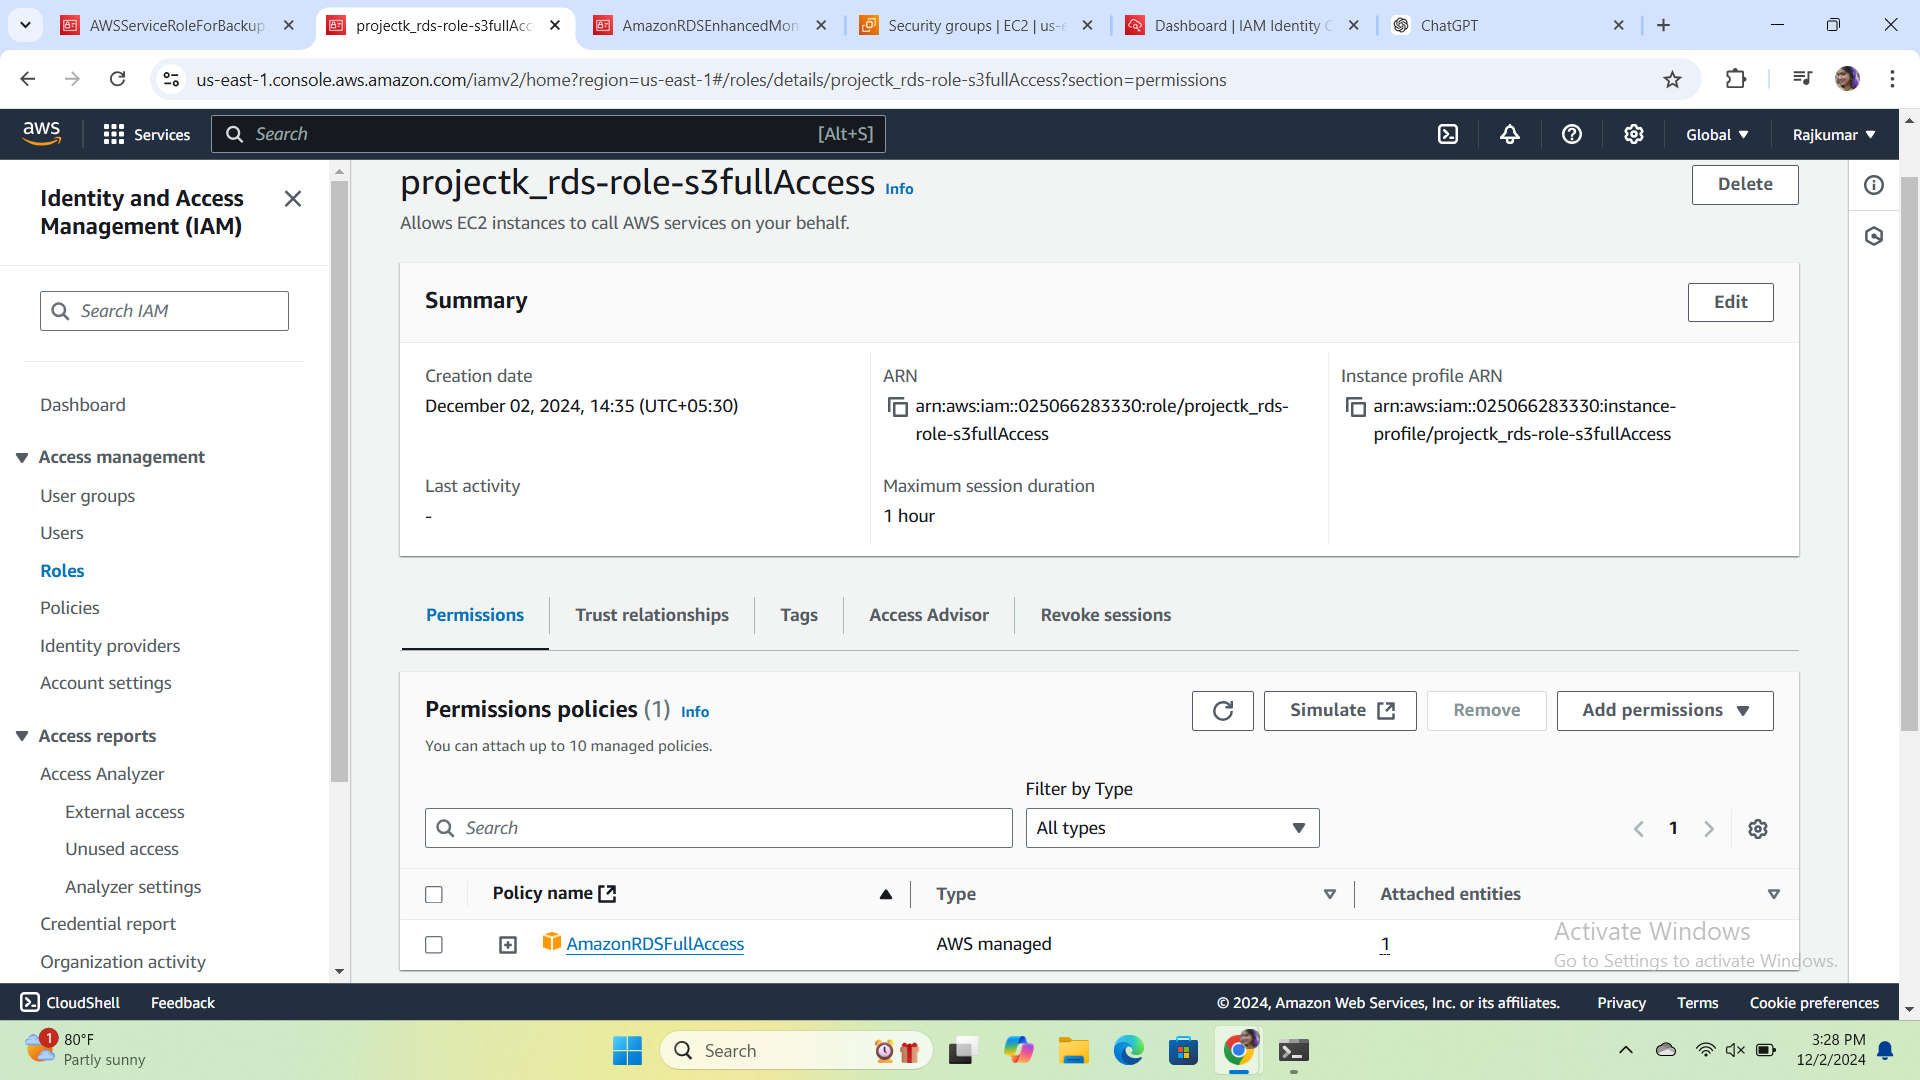 AWSServiceRoleForBackup
projectk_rds-role-s3fullAcc
AmazonRDSEnhancedMon
Security groups | EC2 | us-e
Dashboard | IAM Identity C
ChatGPT
us-east-1.console.aws.amazon.com/iamv2/home?region=us-east-1#/roles/details/projectk_rds-role-s3fullAccess?section=permissions
aws
Services
Search
[Alt+S]
Global
Rajkumar
Identity and Access
Management (IAM)
Search IAM
Dashboard
Access management
User groups
Users
Roles
Policies
Identity providers
Account settings
Access reports
Access Analyzer
External access
Unused access
Analyzer settings
Credential report
Organization activity
projectk_rds-role-s3fullAccess Info
Delete
Allows EC2 instances to call AWS services on your behalf.
Summary
Edit
Creation date
December 02, 2024, 14:35 (UTC+05:30)
ARN
arn:aws:iam::025066283330:role/projectk_rds-
role-s3fullAccess
Instance profile ARN
arn:aws:iam::025066283330:instance-
profile/projectk_rds-role-s3fullAccess
Last activity
-
Maximum session duration
1 hour
Permissions
Trust relationships
Tags
Access Advisor
Revoke sessions
Permissions policies (1) Info
You can attach up to 10 managed policies.
Simulate
Remove
Add permissions
Filter by Type
Search
All types
1
Policy name
Type
Attached entities
AmazonRDSFullAccess
AWS managed
1
Activate Windows
Go to Settings to activate Windows.
CloudShell
Feedback
© 2024, Amazon Web Services, Inc. or its affiliates.
Privacy
Terms
Cookie preferences
1
80°F
Partly sunny
Search
3:28 PM
12/2/2024